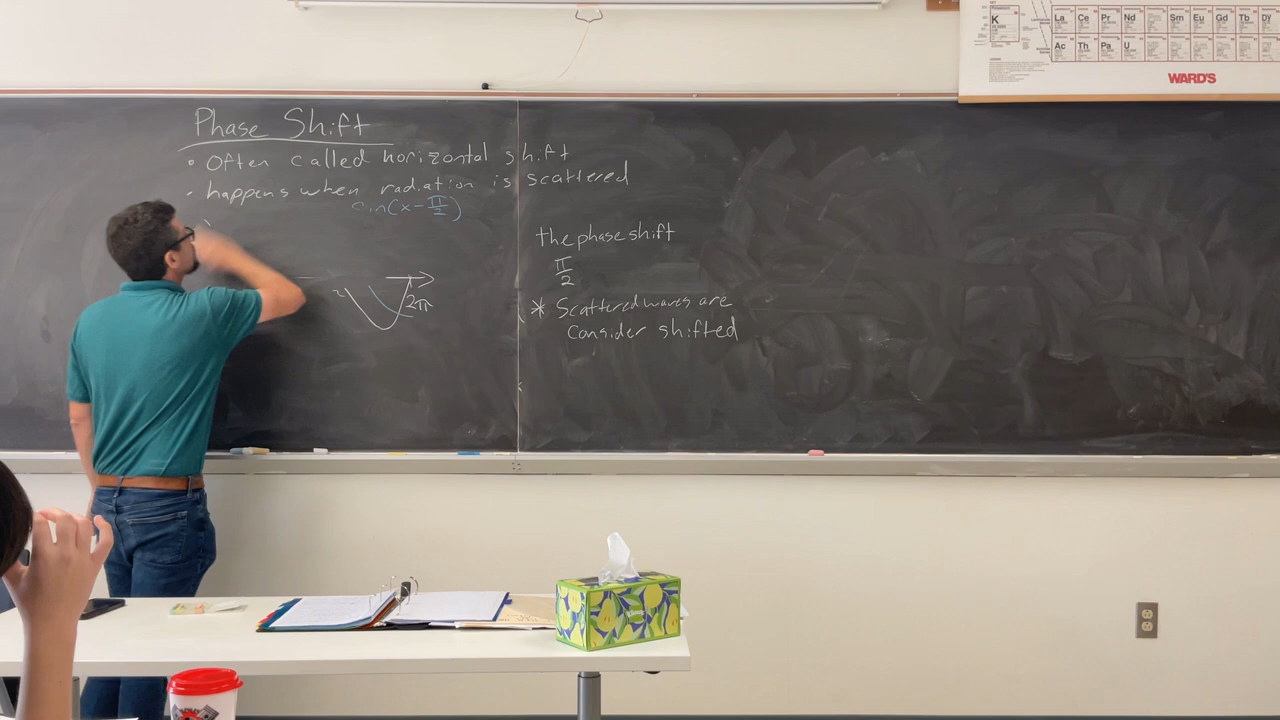 Phase Shift
• Often called horizontal shift
• happens when radiation is scattered
sin(x-π/2)
2π
the phase shift
π/2
* Scattered waves are
consider shifted
K
La Ce Pr Nd Sm Eu Gd Tb Dy
Ac Th Pa U
WARD'S